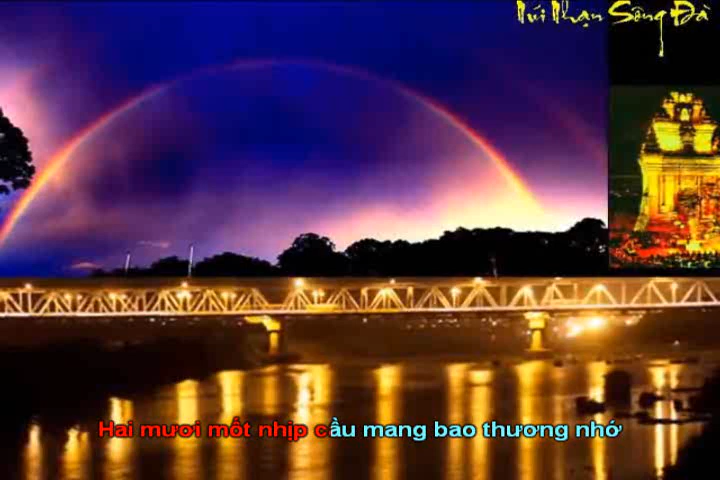 Núi Nhạn Sông Đà
Hai mươi mốt nhịp cầu mang bao thương nhớ